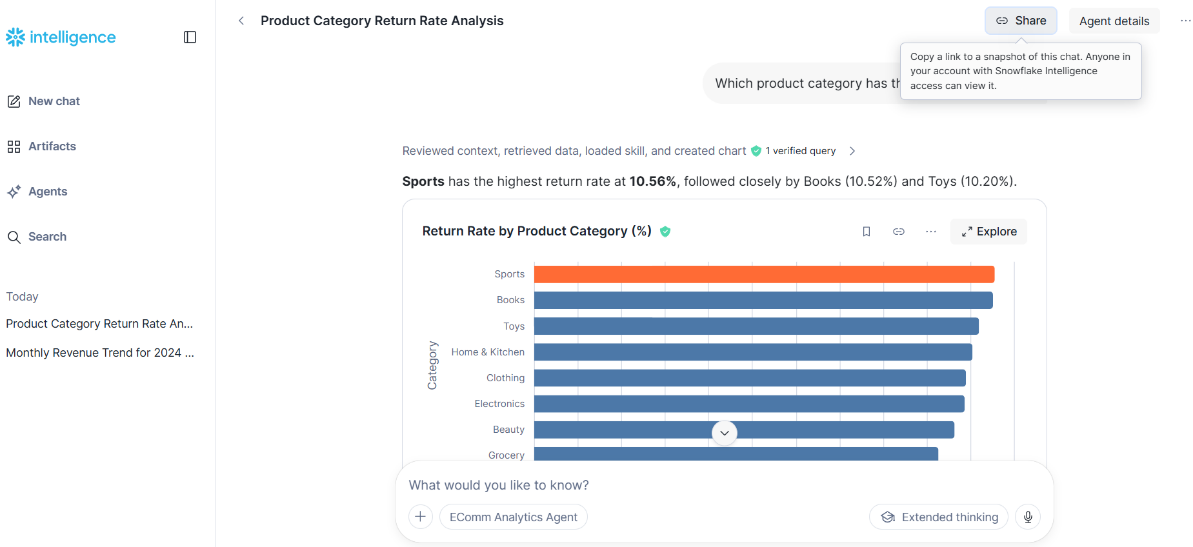 intelligence
Product Category Return Rate Analysis
Share
Agent details
Copy a link to a snapshot of this chat. Anyone in
your account with Snowflake Intelligence
access can view it.
New chat
Artifacts
Agents
Search
Today
Product Category Return Rate An...
Monthly Revenue Trend for 2024 ...
Which product category has
Reviewed context, retrieved data, loaded skill, and created chart 1 verified query
Sports has the highest return rate at 10.56%, followed closely by Books (10.52%) and Toys (10.20%).
Return Rate by Product Category (%)
Explore
Category
Sports
Books
Toys
Home & Kitchen
Clothing
Electronics
Beauty
Grocery
What would you like to know?
EComm Analytics Agent
Extended thinking